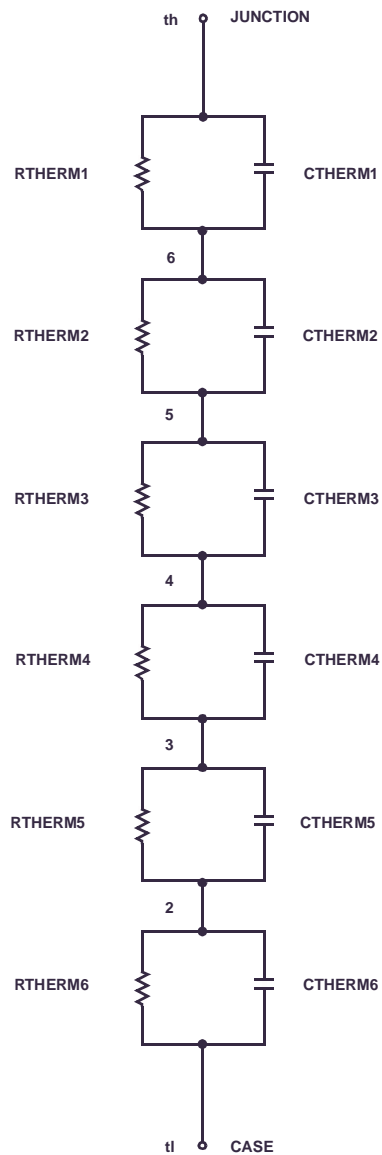 th JUNCTION
RTHERM1 CTHERM1
6
RTHERM2 CTHERM2
5
RTHERM3 CTHERM3
4
RTHERM4 CTHERM4
3
RTHERM5 CTHERM5
2
RTHERM6 CTHERM6
tl CASE